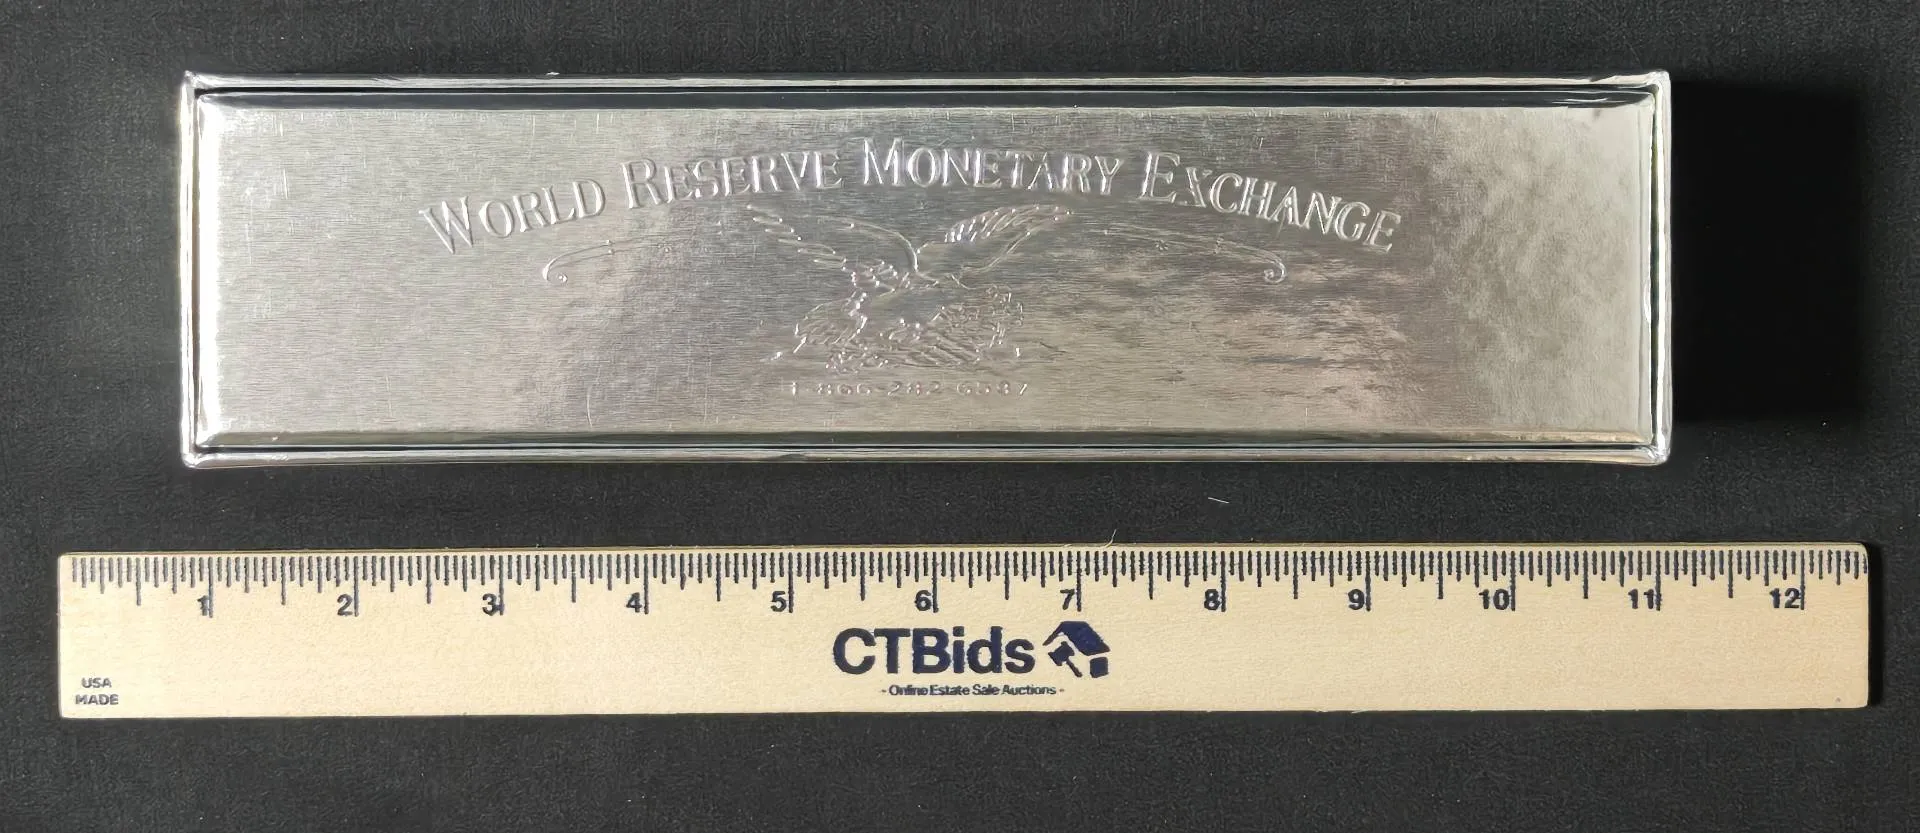 WORLD RESERVE MONETARY EXCHANGE
1-866-282-6587
1 2 3 4 5 6 7 8 9 10 11 12
CTBids
- Online Estate Sale Auctions -
USA
MADE